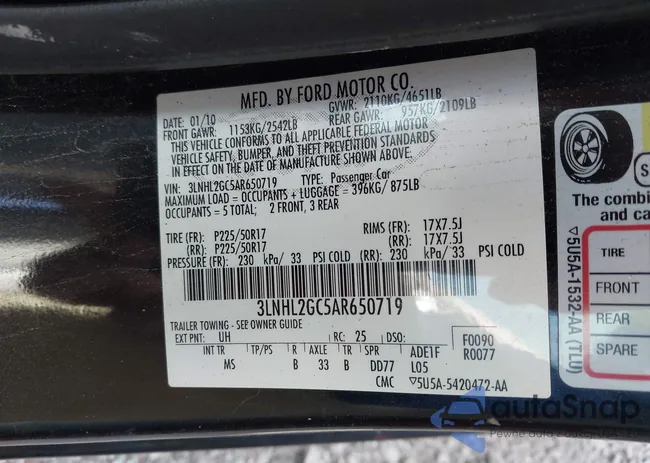 MFD. BY FORD MOTOR CO.
DATE: 01/10 GVWR: 2110KG/4651LB
FRONT GAWR: 1153KG/2542LB REAR GAWR: 957KG/2109LB
THIS VEHICLE CONFORMS TO ALL APPLICABLE FEDERAL MOTOR
VEHICLE SAFETY, BUMPER, AND THEFT PREVENTION STANDARDS
IN EFFECT ON THE DATE OF MANUFACTURE SHOWN ABOVE.
VIN: 3LNHL2GC5AR650719 TYPE: Passenger Car
MAXIMUM LOAD = OCCUPANTS + LUGGAGE = 396KG/ 875LB
OCCUPANTS = 5 TOTAL; 2 FRONT, 3 REAR
TIRE (FR): P225/50R17 RIMS (FR): 17X7.5J
(RR): P225/50R17 (RR): 17X7.5J
PRESSURE (FR): 230 kPa/ 33 PSI COLD (RR): 230 kPa/33 PSI COLD
3LNHL2GC5AR650719
TRAILER TOWING - SEE OWNER GUIDE
EXT PNT: UH RC: 25 DSO: F0090
R0077
INT TR TP/PS R AXLE TR SPR ADE1F
MS B 33 B DD77 L05
CMC ▽5U5A-5420472-AA
▽5U5A-1532-AA (TLU)
S
The combin
and ca
TIRE
FRONT
REAR
SPARE
autoSnap